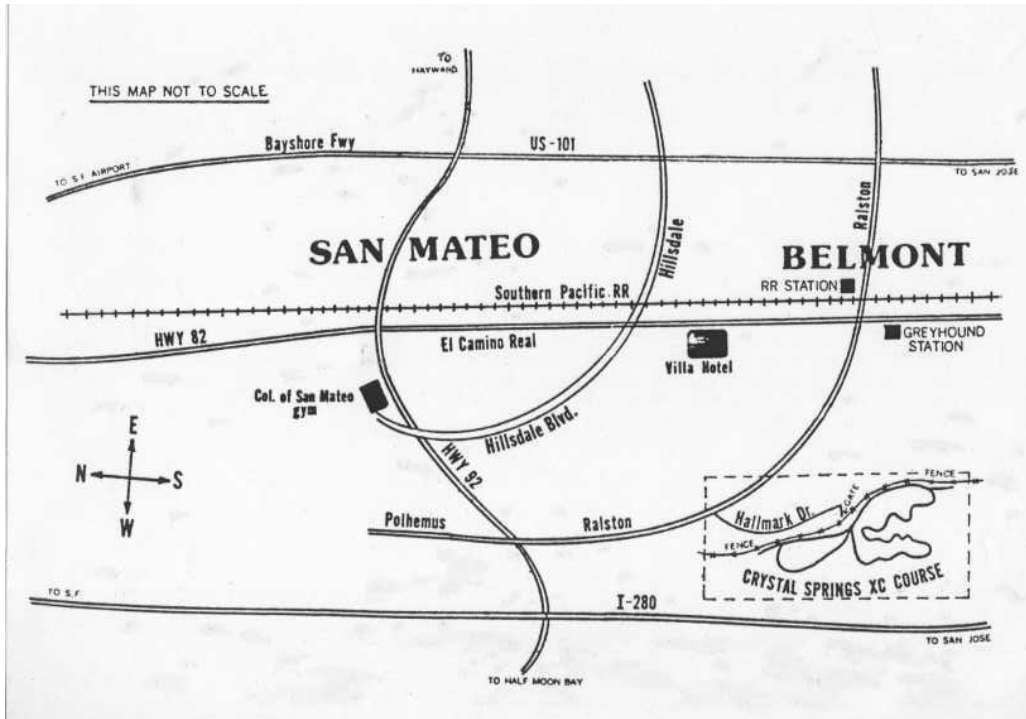 TO
HAYWARD
THIS MAP NOT TO SCALE
Bayshore Fwy
US-101
TO S.F. AIRPORT
TO SAN JOSE
Ralston
Hillsdale
SAN MATEO
BELMONT
RR STATION
Southern Pacific RR
HWY 82
El Camino Real
GREYHOUND
STATION
Villa Hotel
Col. of San Mateo
gym
Hillsdale Blvd.
HWY 92
E
N
S
W
FENCE
GATE
Hallmark Dr.
Polhemus
Ralston
FENCE
CRYSTAL SPRINGS XC COURSE
TO S.F.
I-280
TO SAN JOSE
TO HALF MOON BAY